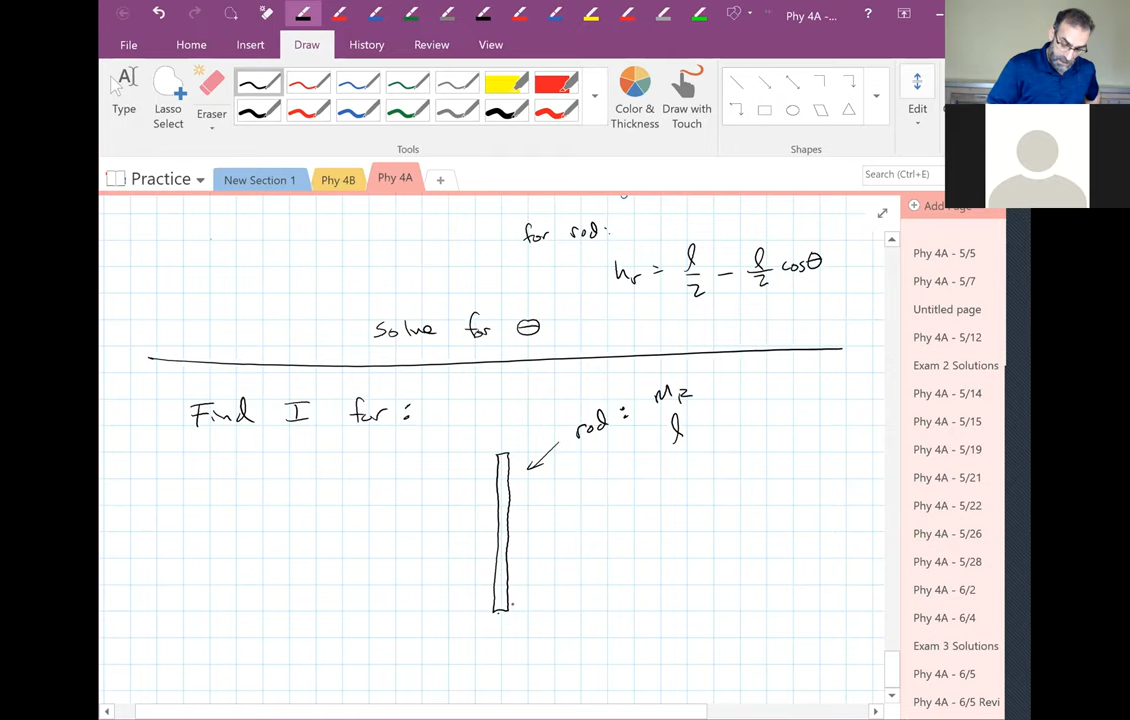 Phy 4A -...
?
File
Home
Insert
Draw
History
Review
View
Type
Lasso
Select
Eraser
Color &
Thickness
Draw with
Touch
Edit
Tools
Shapes
Practice
New Section 1
Phy 4B
Phy 4A
+
Search (Ctrl+E)
Add Page
for rod:
hr = l/2 - l/2 cosθ
solve for θ
Find I for:
rod: MR
l
Phy 4A - 5/5
Phy 4A - 5/7
Untitled page
Phy 4A - 5/12
Exam 2 Solutions
Phy 4A - 5/14
Phy 4A - 5/15
Phy 4A - 5/19
Phy 4A - 5/21
Phy 4A - 5/22
Phy 4A - 5/26
Phy 4A - 5/28
Phy 4A - 6/2
Phy 4A - 6/4
Exam 3 Solutions
Phy 4A - 6/5
Phy 4A - 6/5 Revi